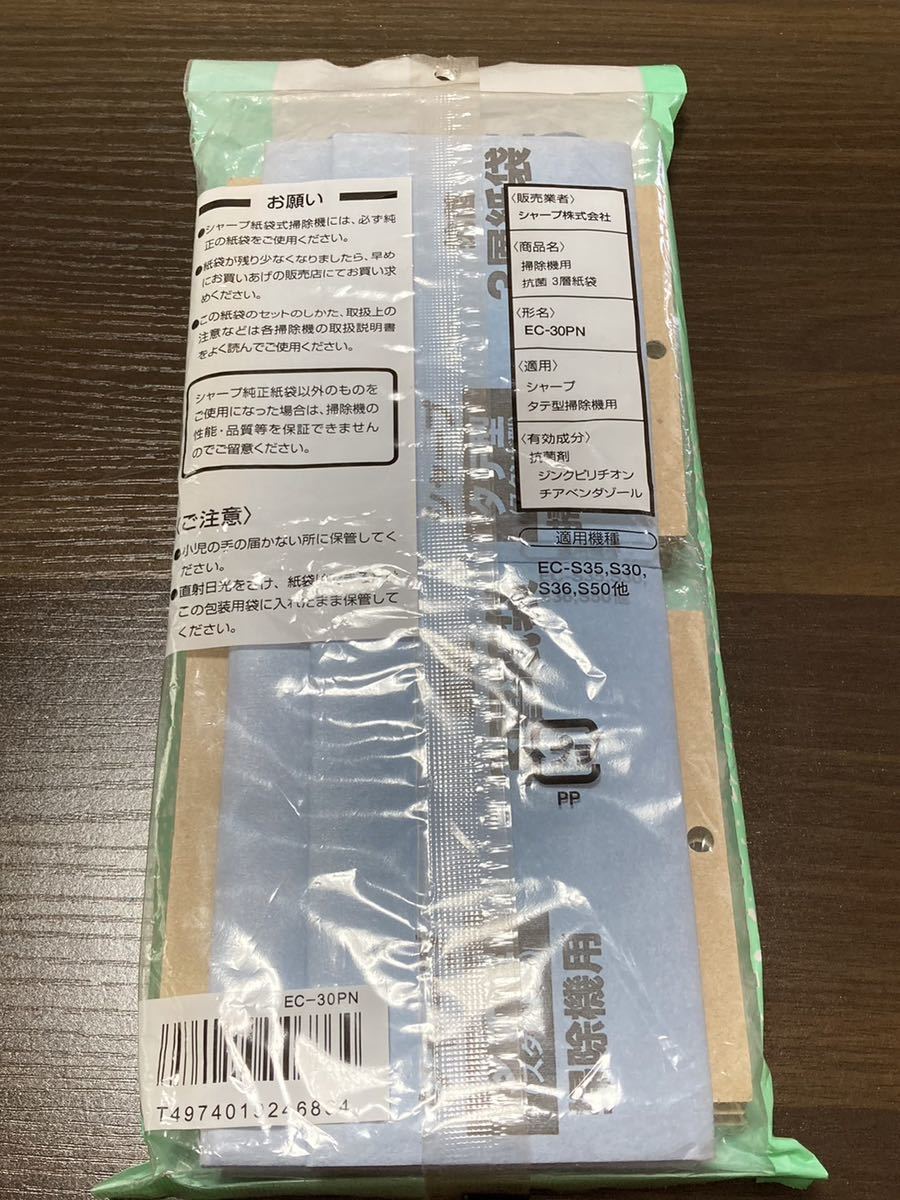 お願い
●シャープ紙袋式掃除機には、必ず純
正の紙袋をご使用ください。
●紙袋が残り少なくなりましたら、早め
にお買いあげの販売店にてお買い求
めください。
●この紙袋のセットのしかた、取扱上の
注意などは各掃除機の取扱説明書
をよく読んでご使用ください。
シャープ純正紙袋以外のものを
ご使用になった場合は、掃除機の
性能・品質等を保証できません
のでご留意ください。
〈ご注意〉
●小児の手の届かない所に保管してく
ださい。
●直射日光をさけ、紙袋は
この包装用袋に入れたまま保管して
ください。
〈販売業者〉
シャープ株式会社
〈商品名〉
掃除機用
抗菌 3層紙袋
〈形名〉
EC-30PN
〈適用〉
シャープ
タテ型掃除機用
〈有効成分〉
抗菌剤
ジンクピリチオン
チアベンダゾール
適用機種
EC-S35,S30,
S36,S50他
PP
掃除機用
EC-30PN